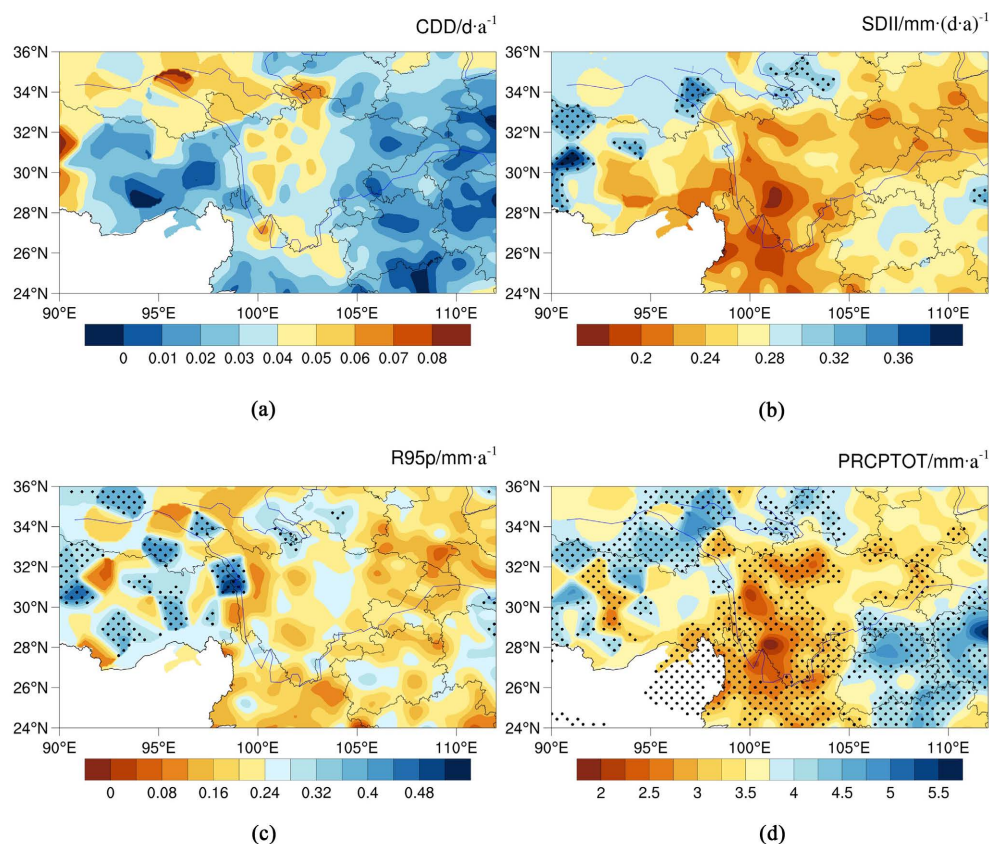 CDD/d·a⁻¹
36°N
34°N
32°N
30°N
28°N
26°N
24°N
90°E 95°E 100°E 105°E 110°E
0 0.01 0.02 0.03 0.04 0.05 0.06 0.07 0.08
(a)
SDII/mm·(d·a)⁻¹
36°N
34°N
32°N
30°N
28°N
26°N
24°N
90°E 95°E 100°E 105°E 110°E
0.2 0.24 0.28 0.32 0.36
(b)
R95p/mm·a⁻¹
36°N
34°N
32°N
30°N
28°N
26°N
24°N
90°E 95°E 100°E 105°E 110°E
0 0.08 0.16 0.24 0.32 0.4 0.48
(c)
PRCPTOT/mm·a⁻¹
36°N
34°N
32°N
30°N
28°N
26°N
24°N
90°E 95°E 100°E 105°E 110°E
2 2.5 3 3.5 4 4.5 5 5.5
(d)